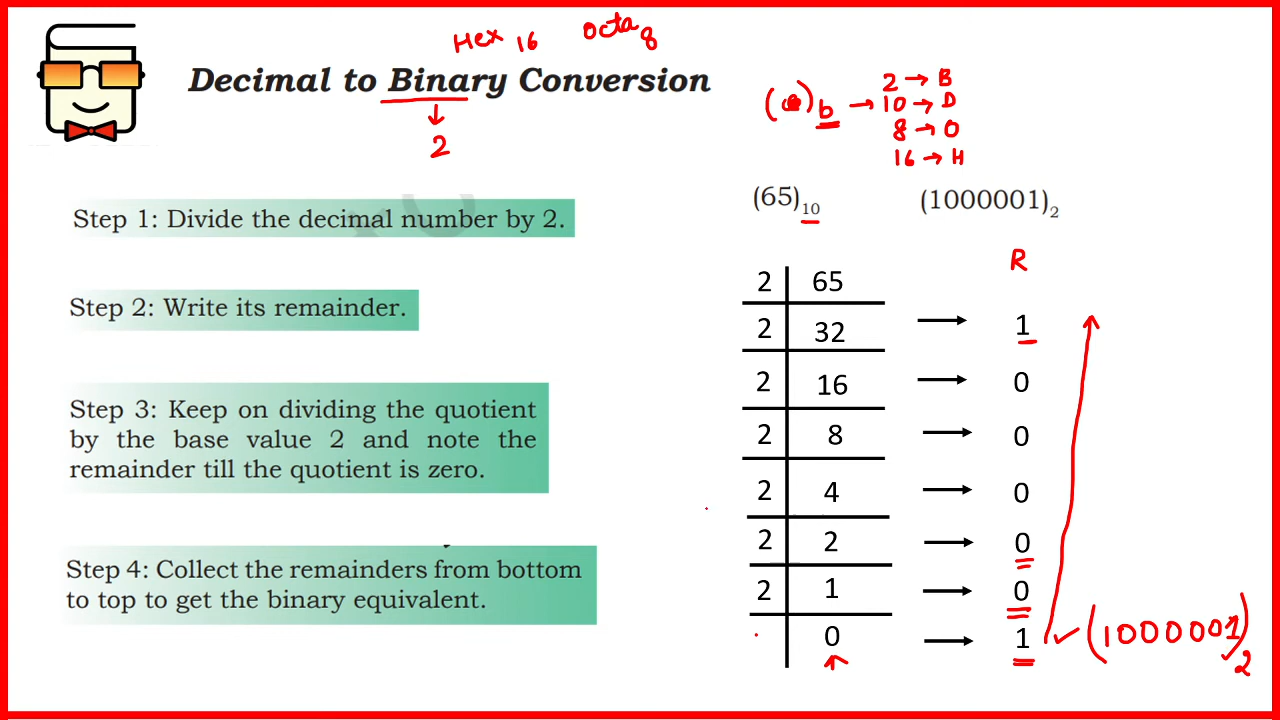 Hex 16 Octa 8
Decimal to Binary Conversion
2
( )b → 2 → B
10 → D
8 → O
16 → H
Step 1: Divide the decimal number by 2.
Step 2: Write its remainder.
Step 3: Keep on dividing the quotient
by the base value 2 and note the
remainder till the quotient is zero.
Step 4: Collect the remainders from bottom
to top to get the binary equivalent.
(65)10 (1000001)2
R
2 65
2 32 → 1
2 16 → 0
2 8 → 0
2 4 → 0
2 2 → 0
2 1 → 0
0 → 1
(1000001)2